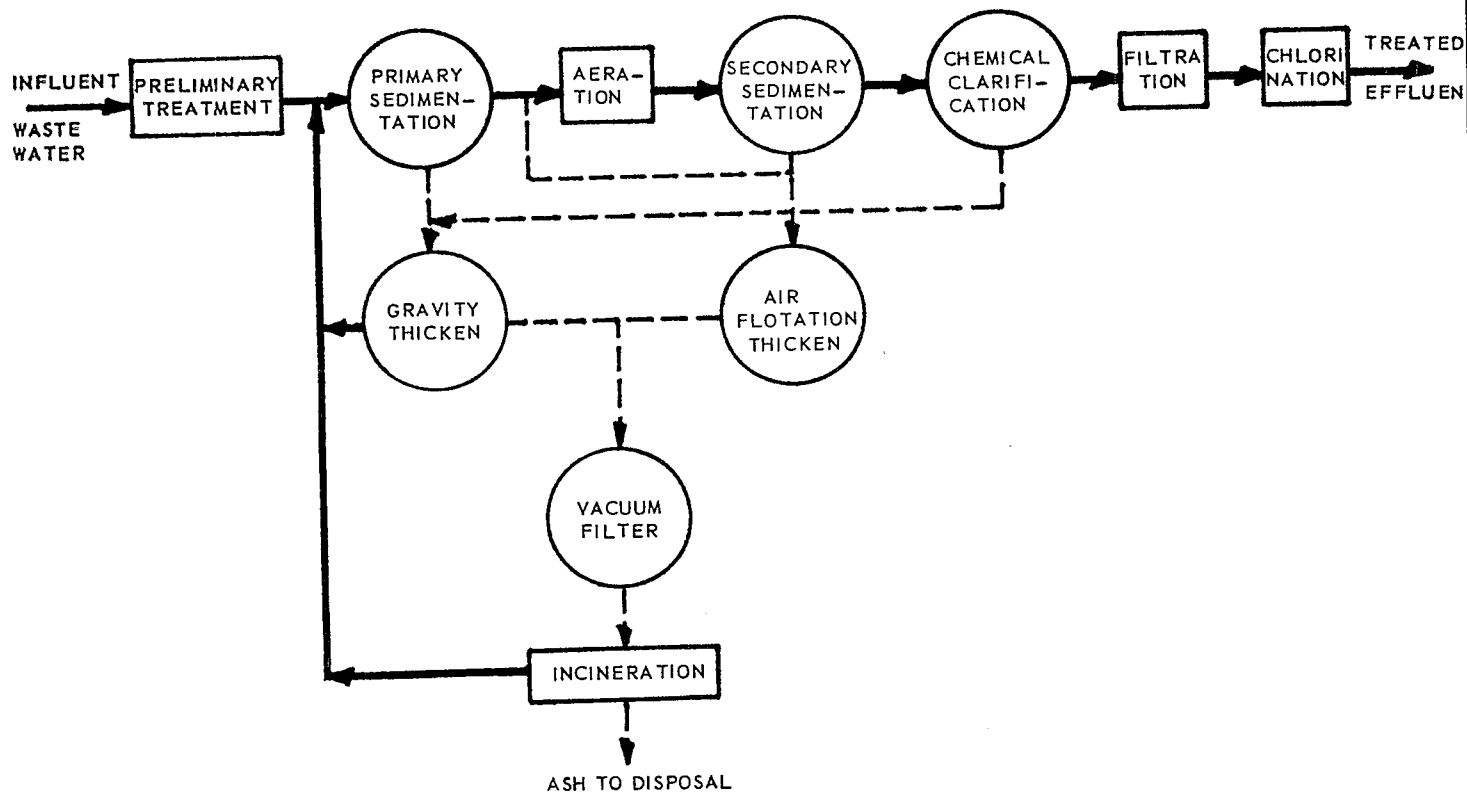 INFLUENT
WASTE
WATER
PRELIMINARY
TREATMENT
PRIMARY
SEDIMEN–
TATION
AERA–
TION
SECONDARY
SEDIMEN–
TATION
CHEMICAL
CLARIFI–
CATION
FILTRA
TION
CHLORI
NATION
TREATED
EFFLUEN
GRAVITY
THICKEN
AIR
FLOTATION
THICKEN
VACUUM
FILTER
INCINERATION
ASH TO DISPOSAL